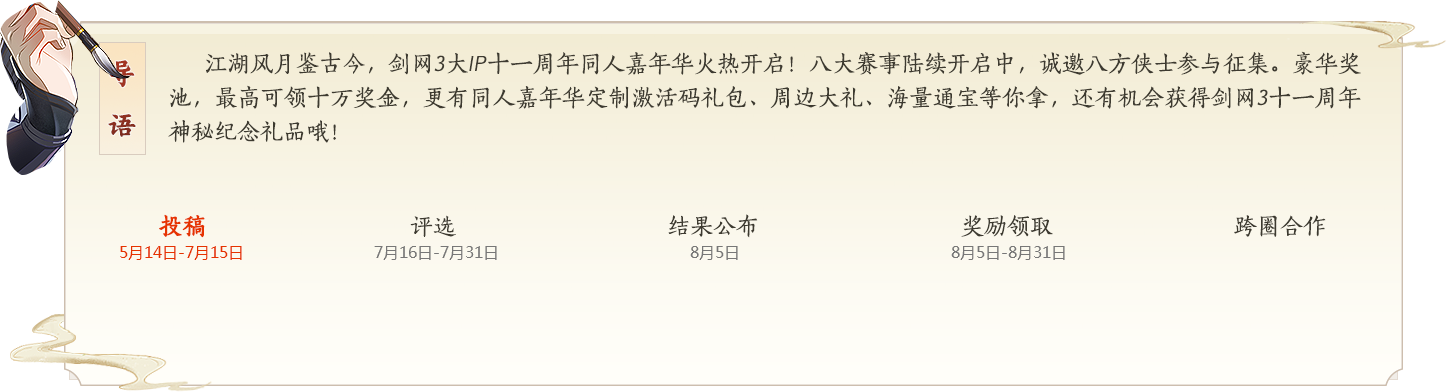 导语
江湖风月鉴古今，剑网3大IP十一周年同人嘉年华火热开启！八大赛事陆续开启中，诚邀八方侠士参与征集。豪华奖
池，最高可领十万奖金，更有同人嘉年华定制激活码礼包、周边大礼、海量通宝等你拿，还有机会获得剑网3十一周年
神秘纪念礼品哦！
投稿 评选 结果公布 奖励领取 跨圈合作
5月14日-7月15日 7月16日-7月31日 8月5日 8月5日-8月31日